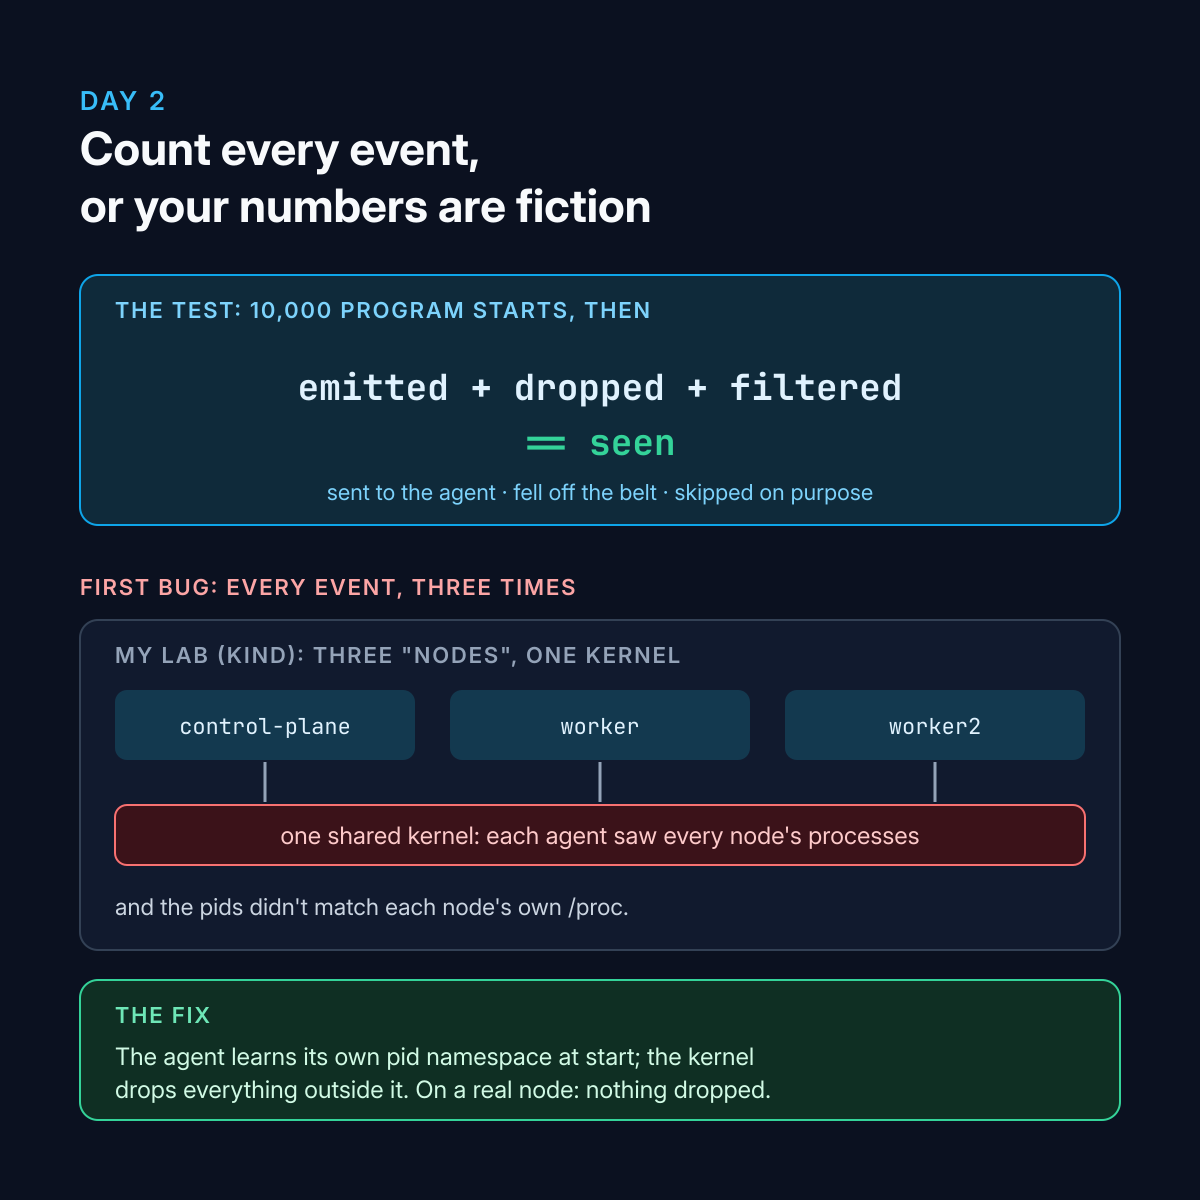 DAY 2
Count every event,
or your numbers are fiction
THE TEST: 10,000 PROGRAM STARTS, THEN
emitted + dropped + filtered
== seen
sent to the agent · fell off the belt · skipped on purpose
FIRST BUG: EVERY EVENT, THREE TIMES
MY LAB (KIND): THREE "NODES", ONE KERNEL
control-plane
worker
worker2
one shared kernel: each agent saw every node's processes
and the pids didn't match each node's own /proc.
THE FIX
The agent learns its own pid namespace at start; the kernel
drops everything outside it. On a real node: nothing dropped.